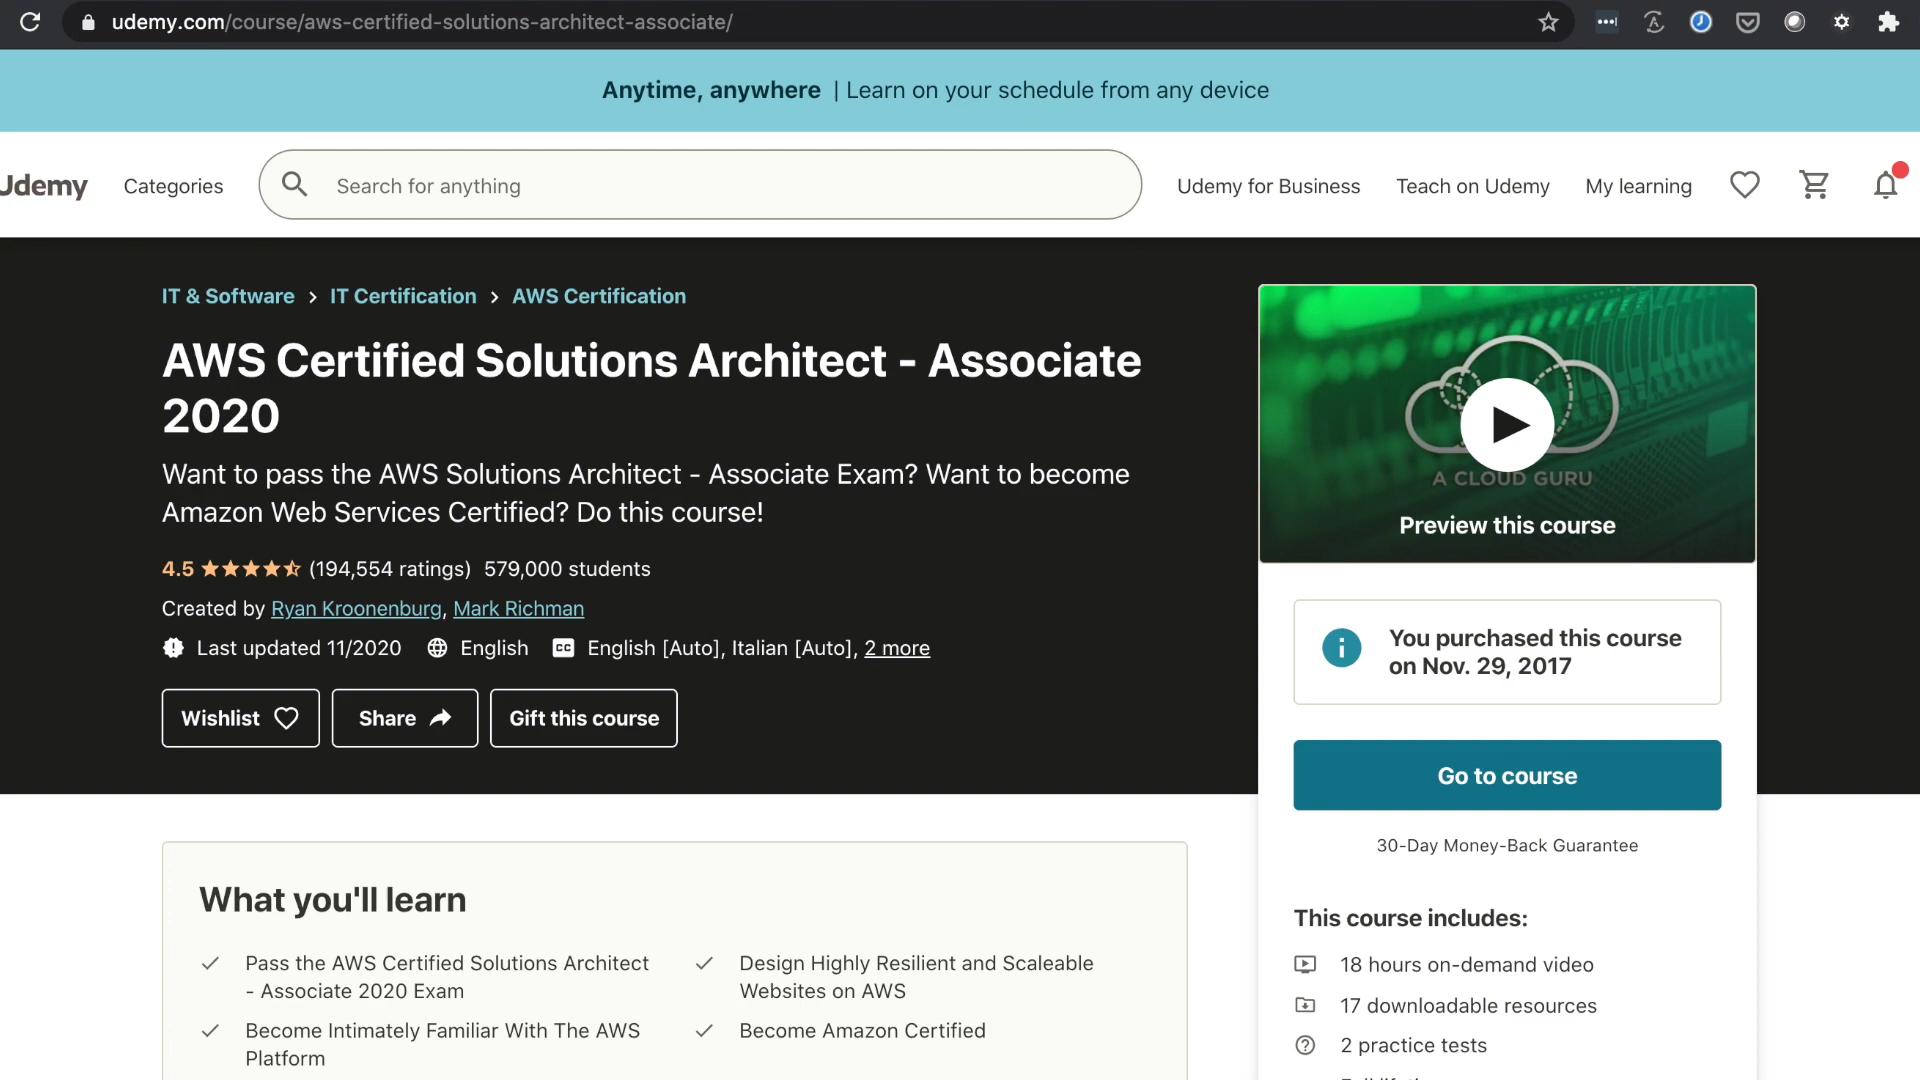 udemy.com/course/aws-certified-solutions-architect-associate/
Anytime, anywhere | Learn on your schedule from any device
Udemy
Categories
Search for anything
Udemy for Business
Teach on Udemy
My learning
IT & Software > IT Certification > AWS Certification
AWS Certified Solutions Architect - Associate
2020
Want to pass the AWS Solutions Architect - Associate Exam? Want to become
Amazon Web Services Certified? Do this course!
4.5 (194,554 ratings) 579,000 students
Created by Ryan Kroonenburg, Mark Richman
Last updated 11/2020 English CC English [Auto], Italian [Auto], 2 more
Wishlist
Share
Gift this course
A CLOUD GURU
Preview this course
You purchased this course
on Nov. 29, 2017
Go to course
30-Day Money-Back Guarantee
This course includes:
18 hours on-demand video
17 downloadable resources
2 practice tests
What you'll learn
Pass the AWS Certified Solutions Architect
- Associate 2020 Exam
Become Intimately Familiar With The AWS
Platform
Design Highly Resilient and Scaleable
Websites on AWS
Become Amazon Certified